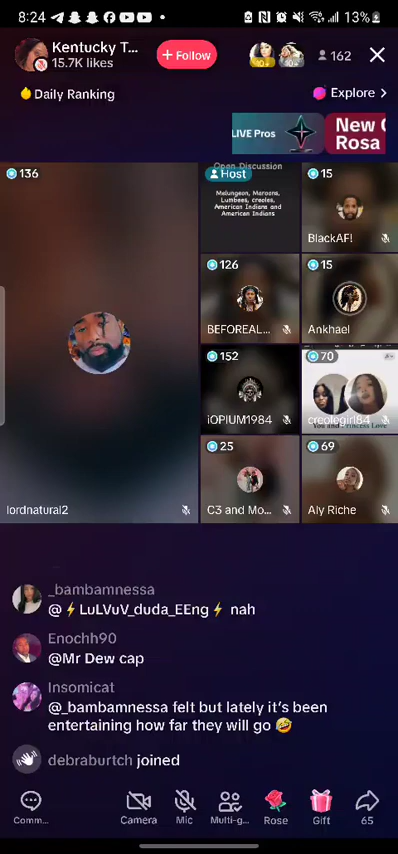 8:24
13%
Kentucky T...
15.7K likes
+ Follow
162
Daily Ranking
Explore >
LIVE Pros
New
Rosa
136
Open Discussion
Host
Melungeon, Maroons,
Lumbees, creoles,
American Indians and
American Indians
15
BlackAF!
126
BEFOREAL...
15
Ankhael
152
iOPIUM1984
70
creolegirl84
lordnatural2
25
C3 and Mo...
69
Aly Riche
_bambamnessa
@⚡LuLVuV_duda_EEng⚡ nah
Enochh90
@Mr Dew cap
Insomicat
@_bambamnessa felt but lately it's been
entertaining how far they will go 🤣
debraburtch joined
Comm...
Camera
Mic
Multi-g...
Rose
Gift
65